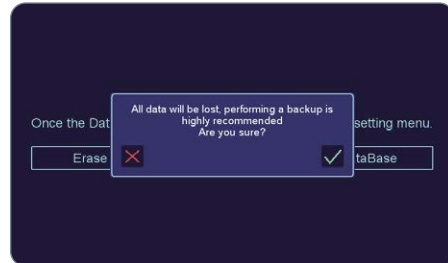 All data will be lost, performing a backup is
highly recommended
Are you sure?
Once the Dat
setting menu.
Erase
taBase